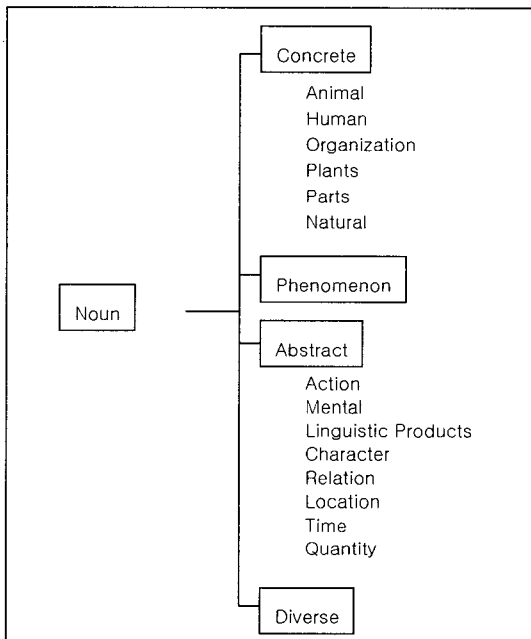 Concrete
Animal
Human
Organization
Plants
Parts
Natural
Phenomenon
Noun
Abstract
Action
Mental
Linguistic Products
Character
Relation
Location
Time
Quantity
Diverse